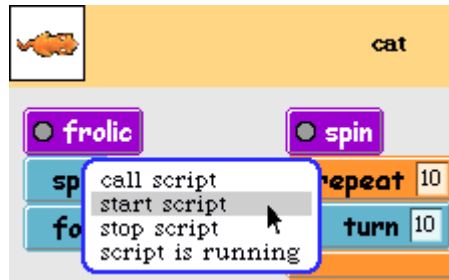 cat
frolic
spin
call script
start script
stop script
script is running
repeat 10
turn 10